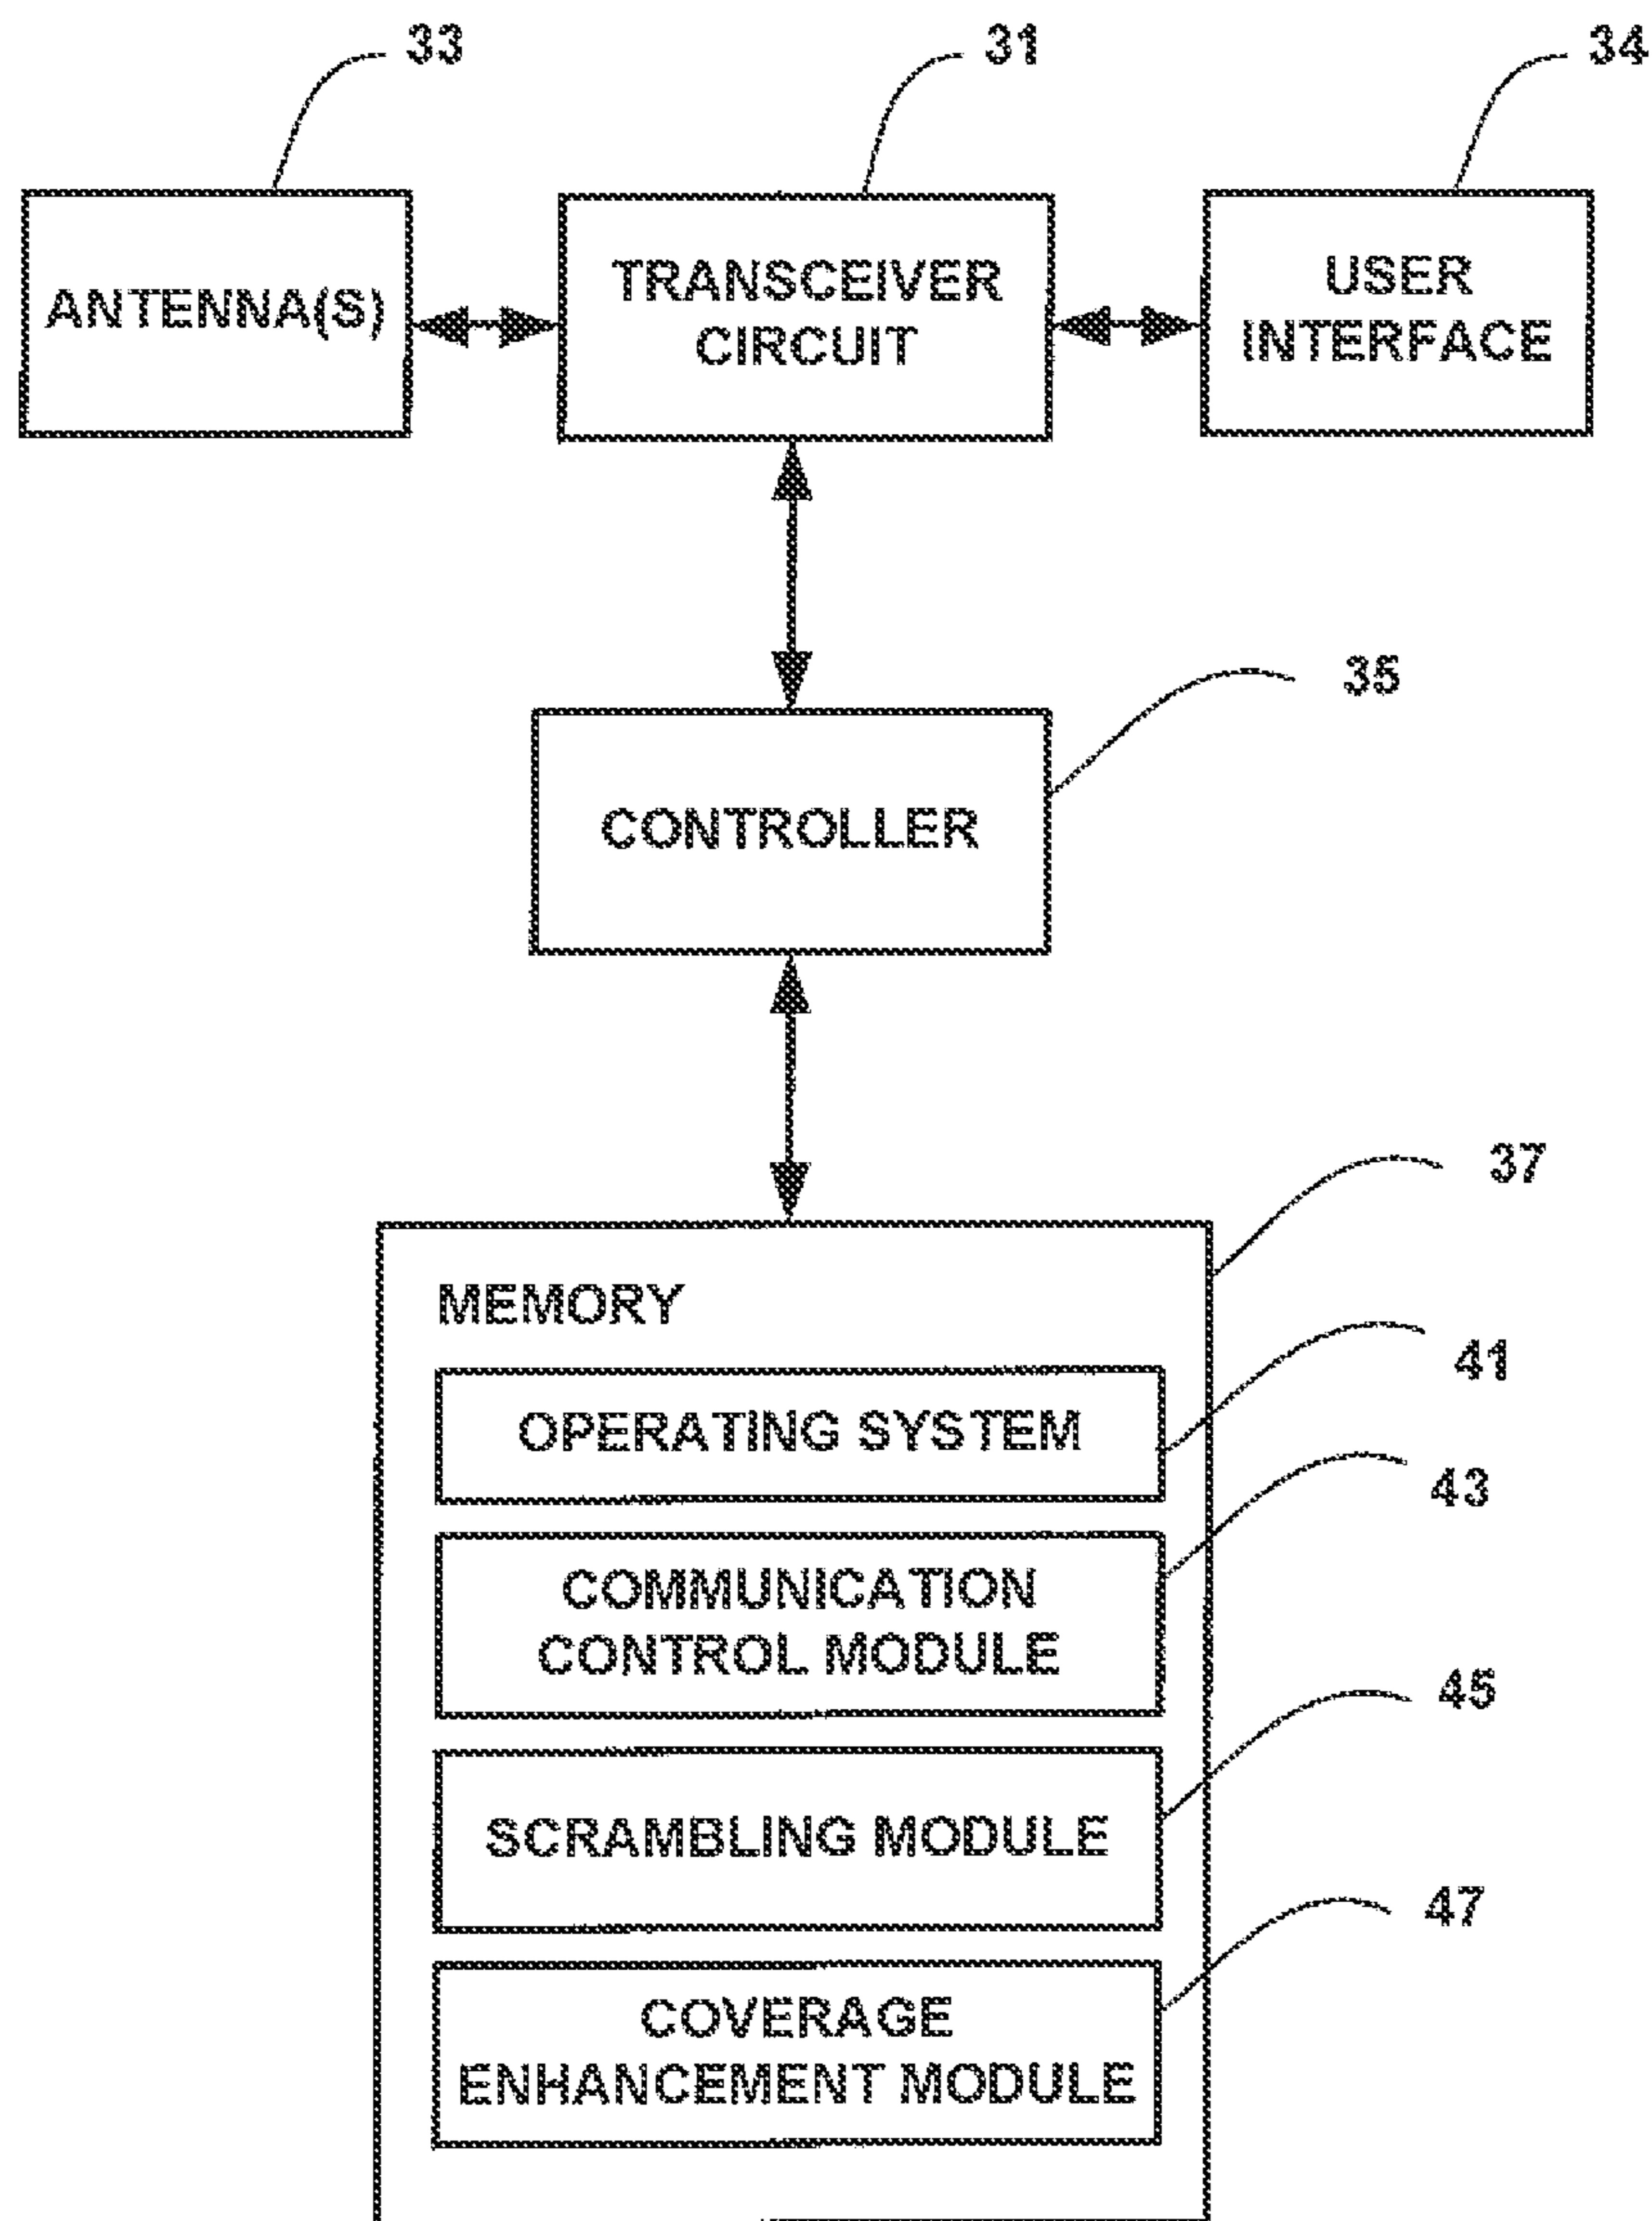 33
31
34
ANTENNA(S)
TRANSCEIVER
CIRCUIT
USER
INTERFACE
35
CONTROLLER
37
MEMORY
41
OPERATING SYSTEM
43
COMMUNICATION
CONTROL MODULE
45
SCRAMBLING MODULE
47
COVERAGE
ENHANCEMENT MODULE